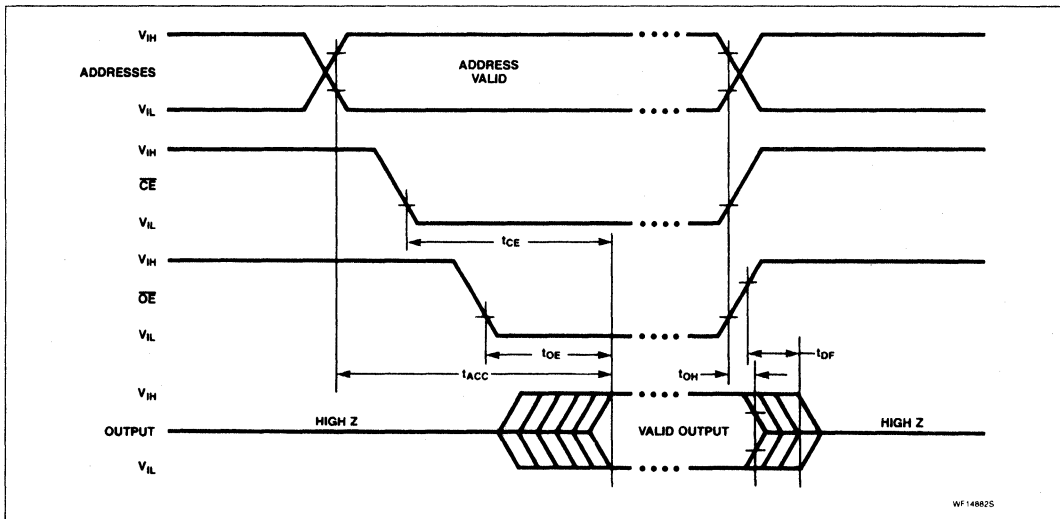 VIH
ADDRESSES
ADDRESS
VALID
VIL
VIH
CE
VIL
tCE
VIH
OE
VIL
tOE
tDF
tACC
tOH
VIH
HIGH Z
OUTPUT
VALID OUTPUT
HIGH Z
VIL
WF14882S